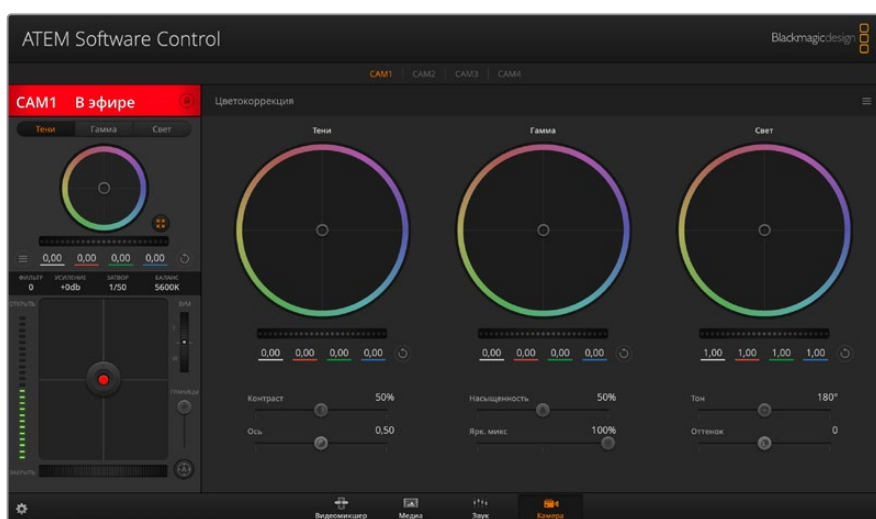 ATEM Software Control
Blackmagicdesign
CAM1 CAM2 CAM3 CAM4
CAM1 В эфире
Цветокоррекция
Тени Гамма Свет
Тени Гамма Свет
0,00 0,00 0,00 0,00
ФИЛЬТР УСИЛЕНИЕ ЗАТВОР БАЛАНС
0 +0db 1/50 5600K
ОТКРЫТЬ ЗУМ
T
W
ГРАНИЦА
ЗАКРЫТЬ
A
0,00 0,00 0,00 0,00
0,00 0,00 0,00 0,00
1,00 1,00 1,00 1,00
Контраст 50%
Насыщенность 50%
Тон 180°
Ось 0,50
Ярк. микс 100%
Оттенок 0
Видеомикшер Медиа Звук Камера